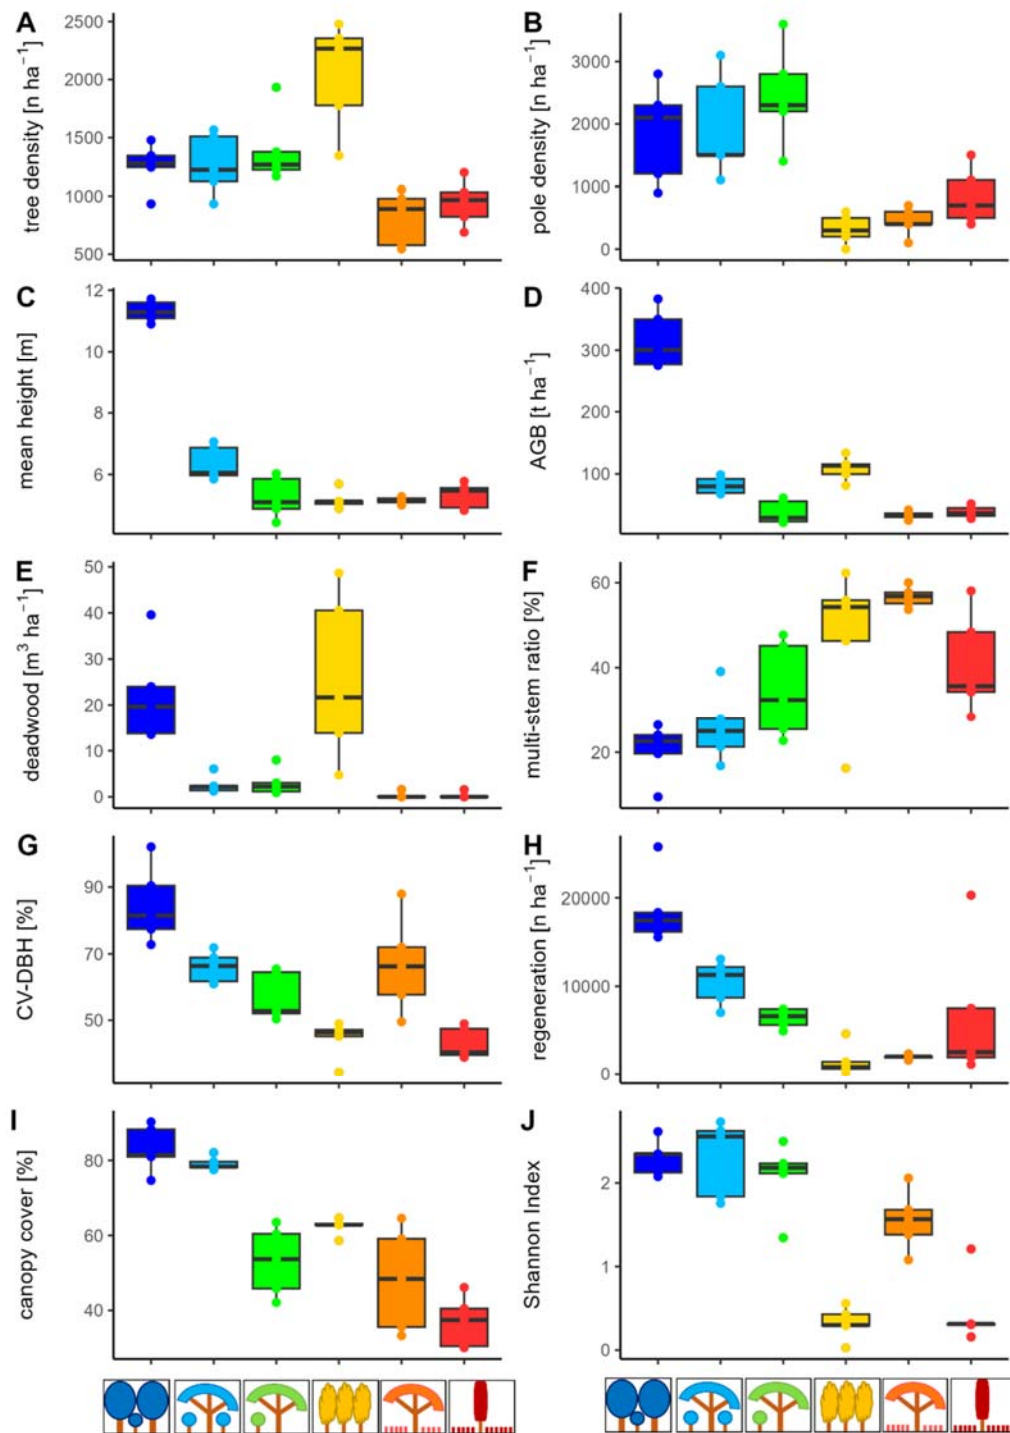 A
tree density [n ha⁻¹]
2500
2000
1500
1000
500
B
pole density [n ha⁻¹]
3000
2000
1000
0
C
mean height [m]
12
10
8
6
D
AGB [t ha⁻¹]
400
300
200
100
E
deadwood [m³ ha⁻¹]
50
40
30
20
10
0
F
multi-stem ratio [%]
60
40
20
G
CV-DBH [%]
90
70
50
H
regeneration [n ha⁻¹]
20000
10000
0
I
canopy cover [%]
80
60
40
J
Shannon Index
2
1
0